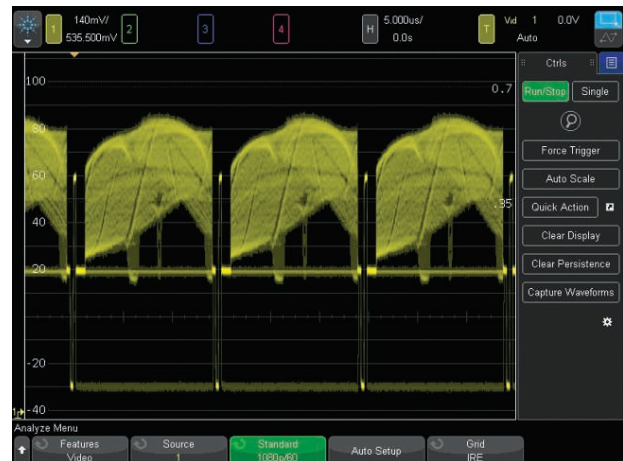 1
140mV/
535.500mV
2
3
4
H
5.000us/
0.0s
T
Vid 1 0.0V
Auto
Ctrls
Run/Stop
Single
Force Trigger
Auto Scale
Quick Action
Clear Display
Clear Persistence
Capture Waveforms
100
0.7
80
60
.35
40
20
-20
-40
Analyze Menu
Features
Video
Source
1
Standard
1080p/60
Auto Setup
Grid
IRE